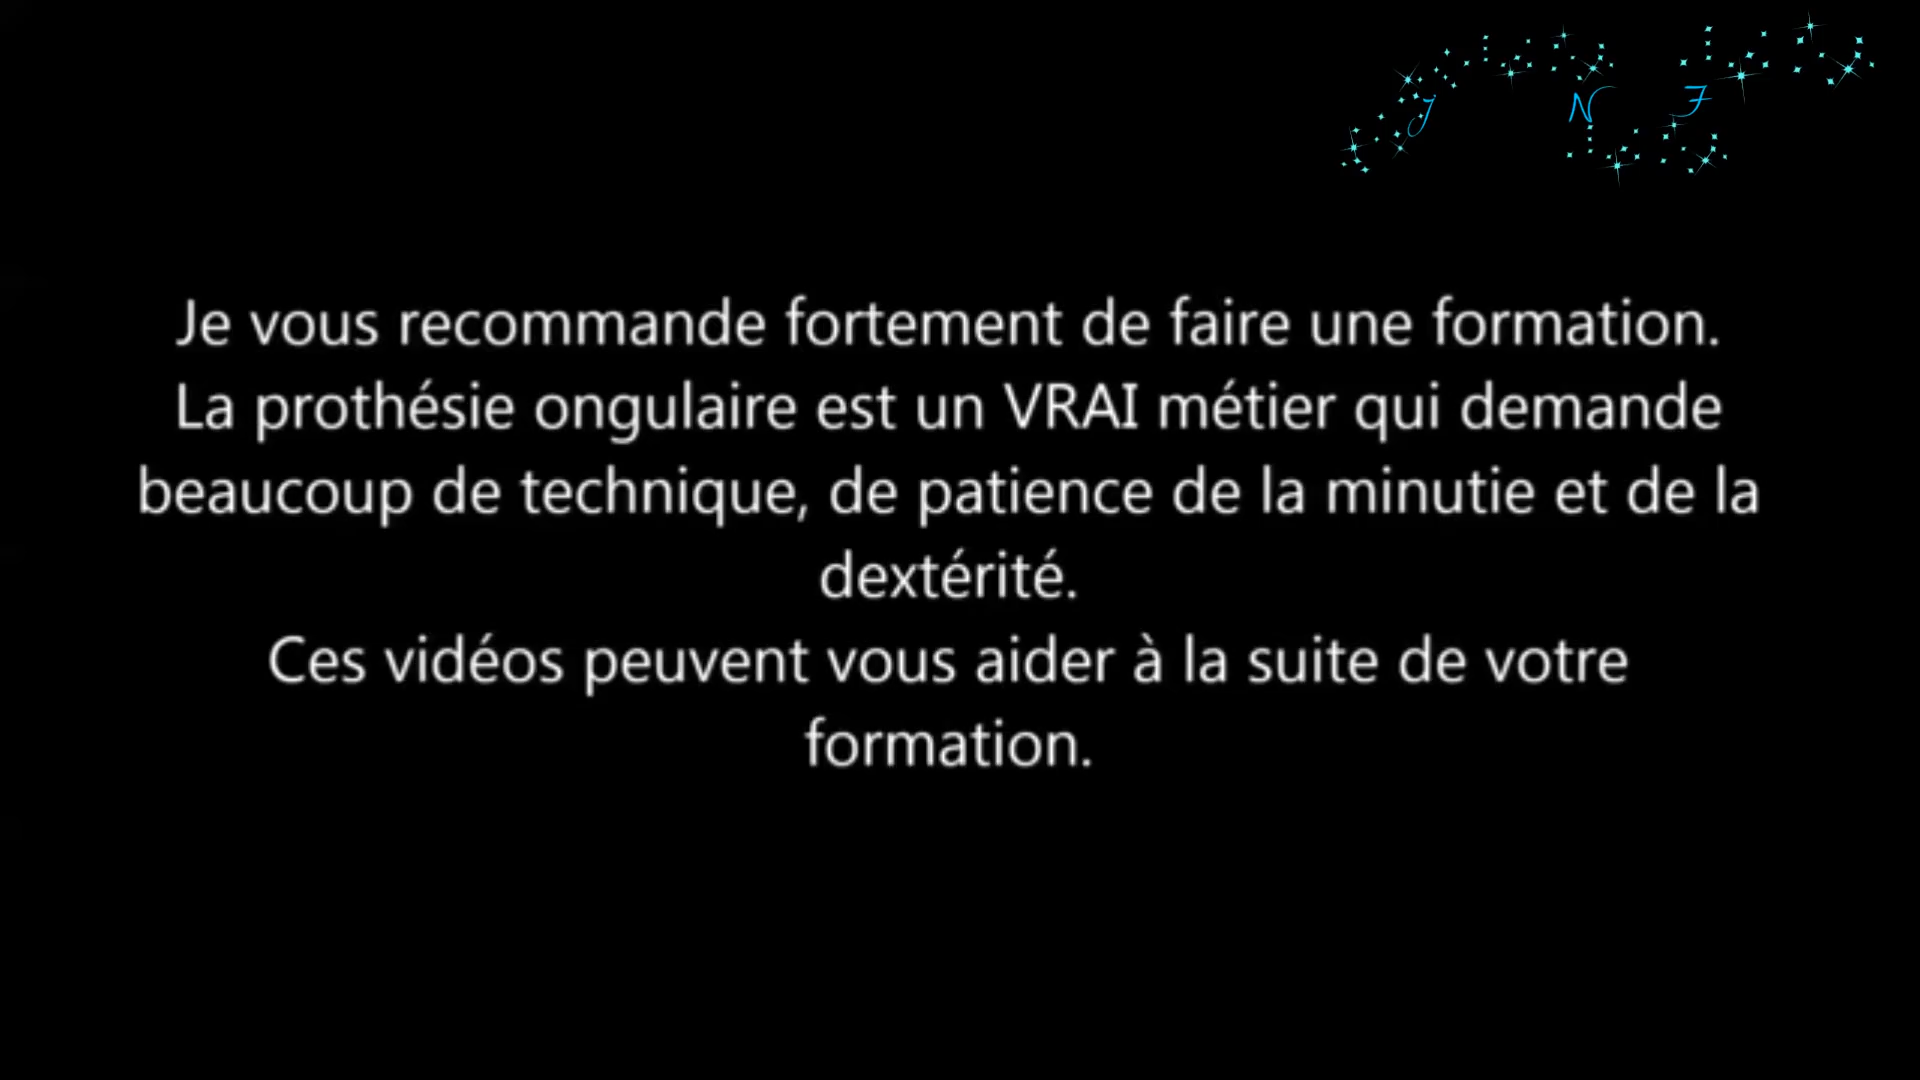 J N F
Je vous recommande fortement de faire une formation.
La prothésie ongulaire est un VRAI métier qui demande
beaucoup de technique, de patience de la minutie et de la
dextérité.
Ces vidéos peuvent vous aider à la suite de votre
formation.